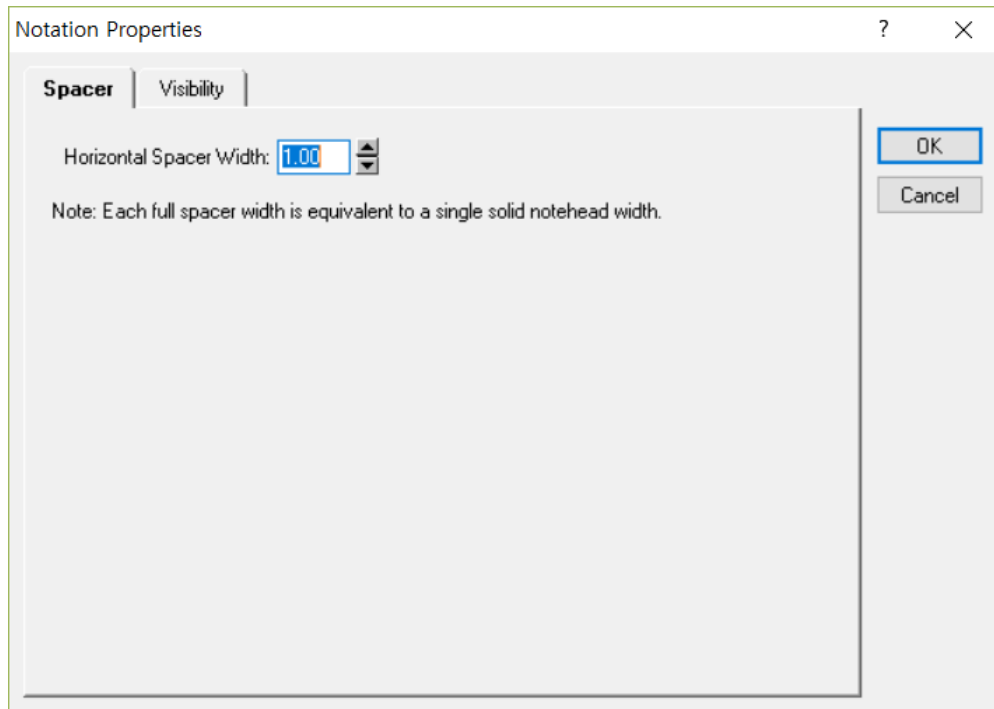 Notation Properties
?
Spacer
Visibility
Horizontal Spacer Width: 1.00
OK
Cancel
Note: Each full spacer width is equivalent to a single solid notehead width.